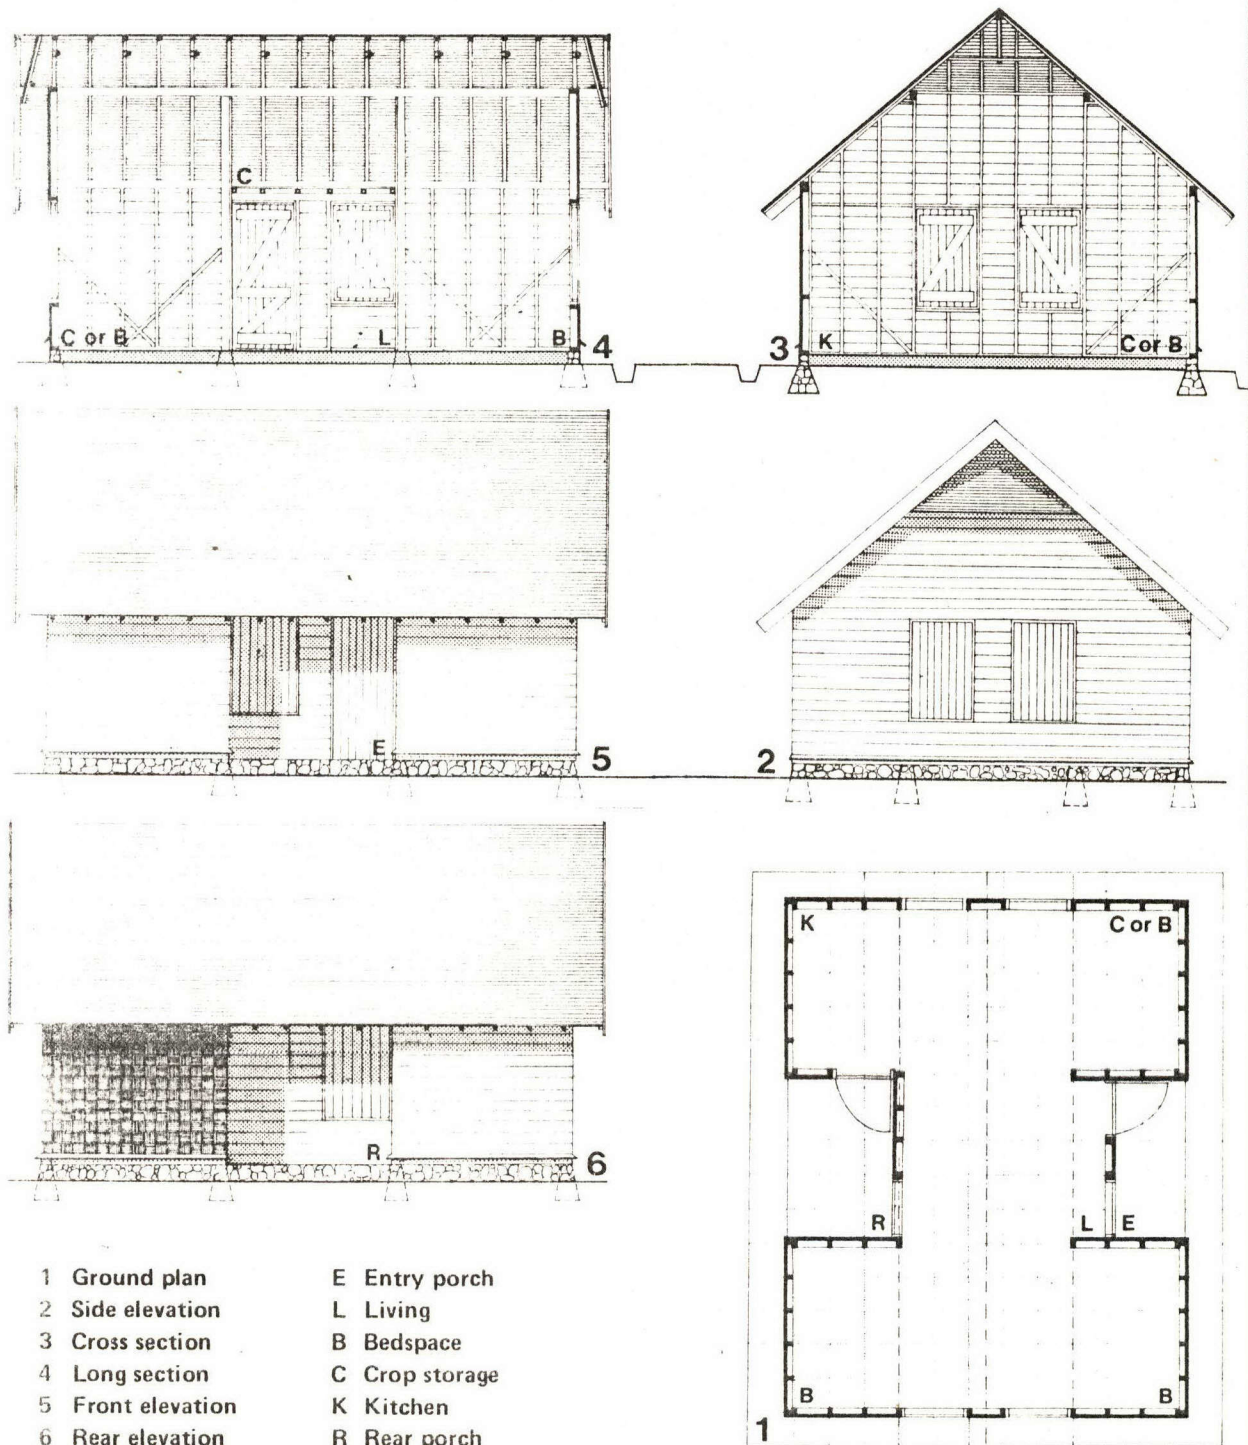 C
C or B
L
B
4
3
K
C or B
E
5
2
R
6
K
C or B
R
L
E
B
B
1
1 Ground plan
2 Side elevation
3 Cross section
4 Long section
5 Front elevation
6 Rear elevation
E Entry porch
L Living
B Bedspace
C Crop storage
K Kitchen
R Rear porch